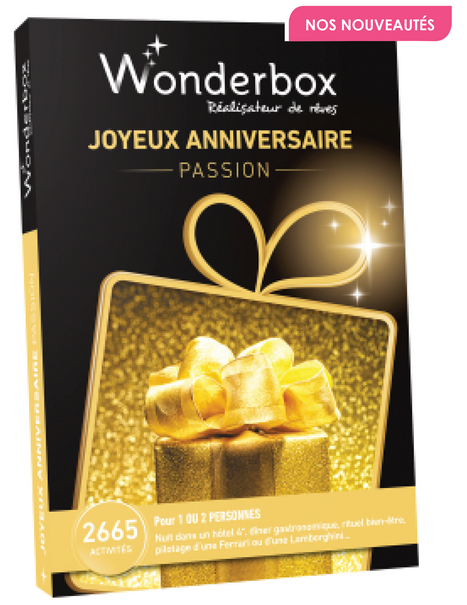 NOS NOUVEAUTÉS
Wonderbox
Réalisateur de rêves
JOYEUX ANNIVERSAIRE
PASSION
2665
ACTIVITÉS
Pour 1 OU 2 PERSONNES
Nuit dans un hôtel 4*, dîner gastronomique, rituel bien-être,
pilotage d'une Ferrari ou d'une Lamborghini...
Wonderbox
JOYEUX ANNIVERSAIRE PASSION